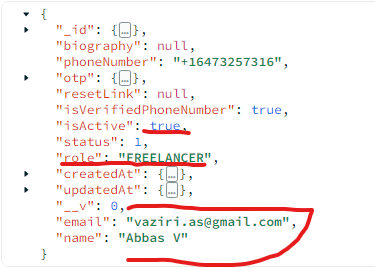 {
"_id": {…},
"biography": null,
"phoneNumber": "+16473257316",
"otp": {…},
"resetLink": null,
"isVerifiedPhoneNumber": true,
"isActive": true,
"status": 1,
"role": "FREELANCER",
"createdAt": {…},
"updatedAt": {…},
"__v": 0,
"email": "vaziri.as@gmail.com",
"name": "Abbas V"
}